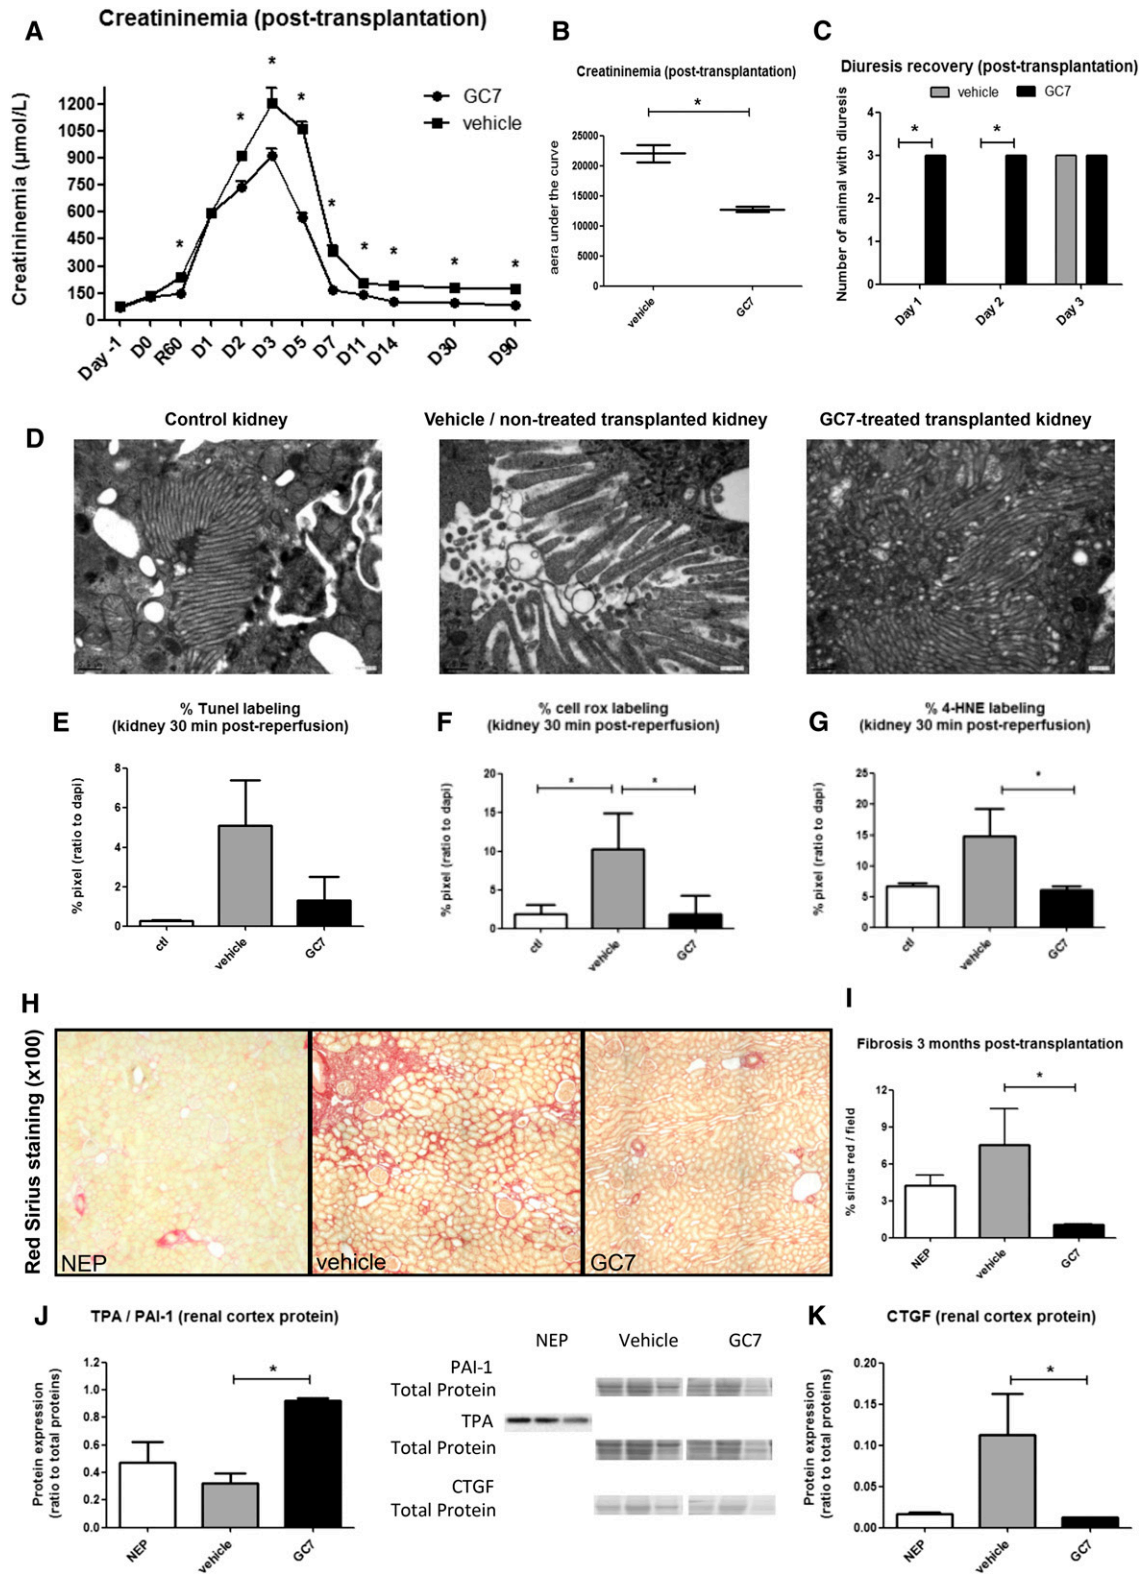 A
Creatininemia (post-transplantation)
Creatininemia (µmol/L)
1200
1050
900
750
600
450
300
150
0
GC7
vehicle
*
*
*
*
*
*
*
*
*
Day -1
D0
R60
D1
D2
D3
D5
D7
D11
D14
D30
D90
B
Creatininemia (post-transplantation)
*
aera under the curve
25000
20000
15000
10000
5000
0
vehicle
GC7
C
Diuresis recovery (post-transplantation)
vehicle GC7
Number of animal with diuresis
4
3
2
1
0
*
*
Day 1
Day 2
Day 3
D
Control kidney
Vehicle / non-treated transplanted kidney
GC7-treated transplanted kidney
E
% Tunel labeling
(kidney 30 min post-reperfusion)
% pixel (ratio to dapi)
8
6
4
2
0
ctl
vehicle
GC7
F
% cell rox labeling
(kidney 30 min post-reperfusion)
% pixel (ratio to dapi)
20
15
10
5
0
*
*
ctl
vehicle
GC7
G
% 4-HNE labeling
(kidney 30 min post-reperfusion)
% pixel (ratio to dapi)
25
20
15
10
5
0
*
ctl
vehicle
GC7
H
Red Sirius staining (x100)
NEP
vehicle
GC7
I
Fibrosis 3 months post-transplantation
% sirius red / field
12
9
6
3
0
*
NEP
vehicle
GC7
J
TPA / PAI-1 (renal cortex protein)
Protein expression
(ratio to total proteins)
1.2
1.0
0.8
0.6
0.4
0.2
0.0
*
NEP
vehicle
GC7
NEP Vehicle GC7
PAI-1
Total Protein
TPA
Total Protein
CTGF
Total Protein
K
CTGF (renal cortex protein)
Protein expression
(ratio to total proteins)
0.20
0.15
0.10
0.05
0.00
*
NEP
vehicle
GC7